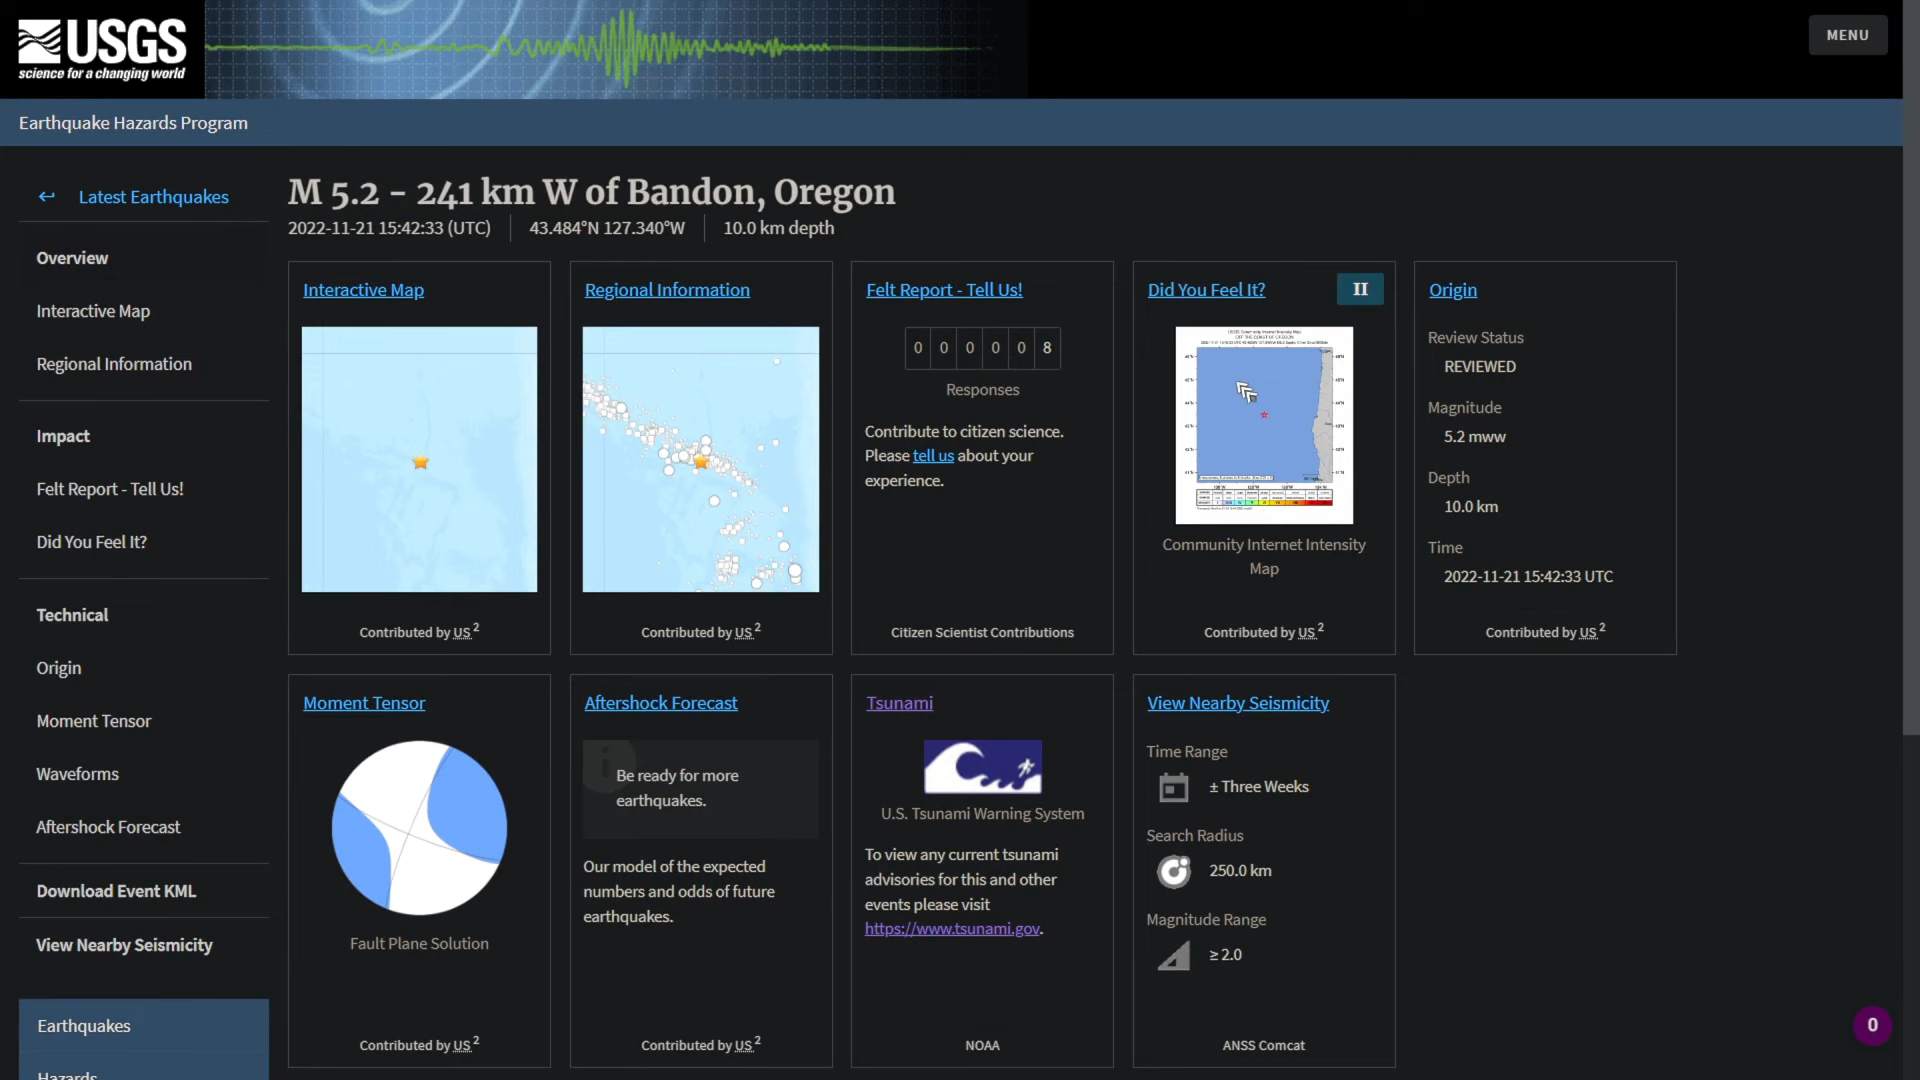 USGS
science for a changing world
MENU
Earthquake Hazards Program
Latest Earthquakes
Overview
Interactive Map
Regional Information
Impact
Felt Report - Tell Us!
Did You Feel It?
Technical
Origin
Moment Tensor
Waveforms
Aftershock Forecast
Download Event KML
View Nearby Seismicity
Earthquakes
Hazards
M 5.2 - 241 km W of Bandon, Oregon
2022-11-21 15:42:33 (UTC)
43.484°N 127.340°W
10.0 km depth
Interactive Map
Contributed by US 2
Regional Information
Contributed by US 2
Felt Report - Tell Us!
0 0 0 0 0 8
Responses
Contribute to citizen science.
Please tell us about your
experience.
Citizen Scientist Contributions
Did You Feel It?
II
Community Internet Intensity
Map
Contributed by US 2
Origin
Review Status
REVIEWED
Magnitude
5.2 mww
Depth
10.0 km
Time
2022-11-21 15:42:33 UTC
Contributed by US 2
Moment Tensor
Fault Plane Solution
Contributed by US 2
Aftershock Forecast
Be ready for more
earthquakes.
Our model of the expected
numbers and odds of future
earthquakes.
Contributed by US 2
Tsunami
U.S. Tsunami Warning System
To view any current tsunami
advisories for this and other
events please visit
https://www.tsunami.gov.
NOAA
View Nearby Seismicity
Time Range
± Three Weeks
Search Radius
250.0 km
Magnitude Range
≥ 2.0
ANSS Comcat
0